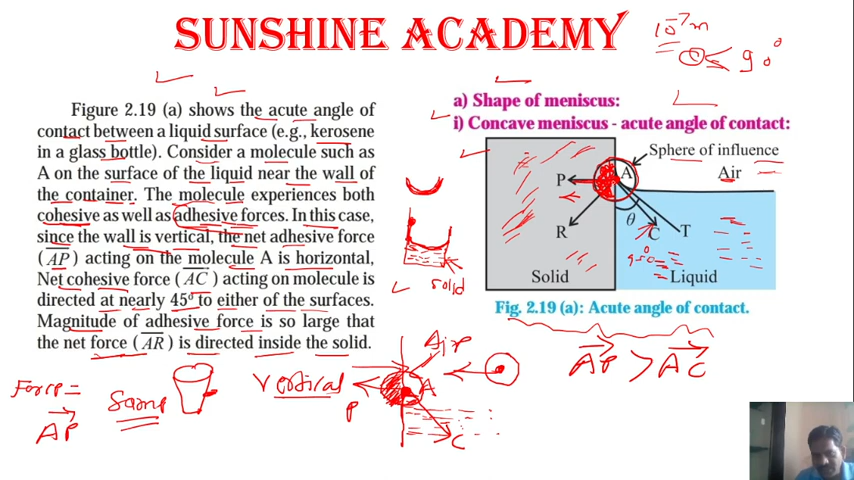 SUNSHINE ACADEMY
10⁻⁷m
< 90°
Figure 2.19 (a) shows the acute angle of
contact between a liquid surface (e.g., kerosene
in a glass bottle). Consider a molecule such as
A on the surface of the liquid near the wall of
the container. The molecule experiences both
cohesive as well as adhesive forces. In this case,
since the wall is vertical, the net adhesive force
(AP) acting on the molecule A is horizontal,
Net cohesive force (AC) acting on molecule is
directed at nearly 45° to either of the surfaces.
Magnitude of adhesive force is so large that
the net force (AR) is directed inside the solid.
a) Shape of meniscus:
i) Concave meniscus - acute angle of contact:
Sphere of influence
A
P
Air
θ
R
C
T
Solid
Liquid
solid
Fig. 2.19 (a): Acute angle of contact.
AP > AC
Force =
AP
Same
Vertical
Air
A
P
C